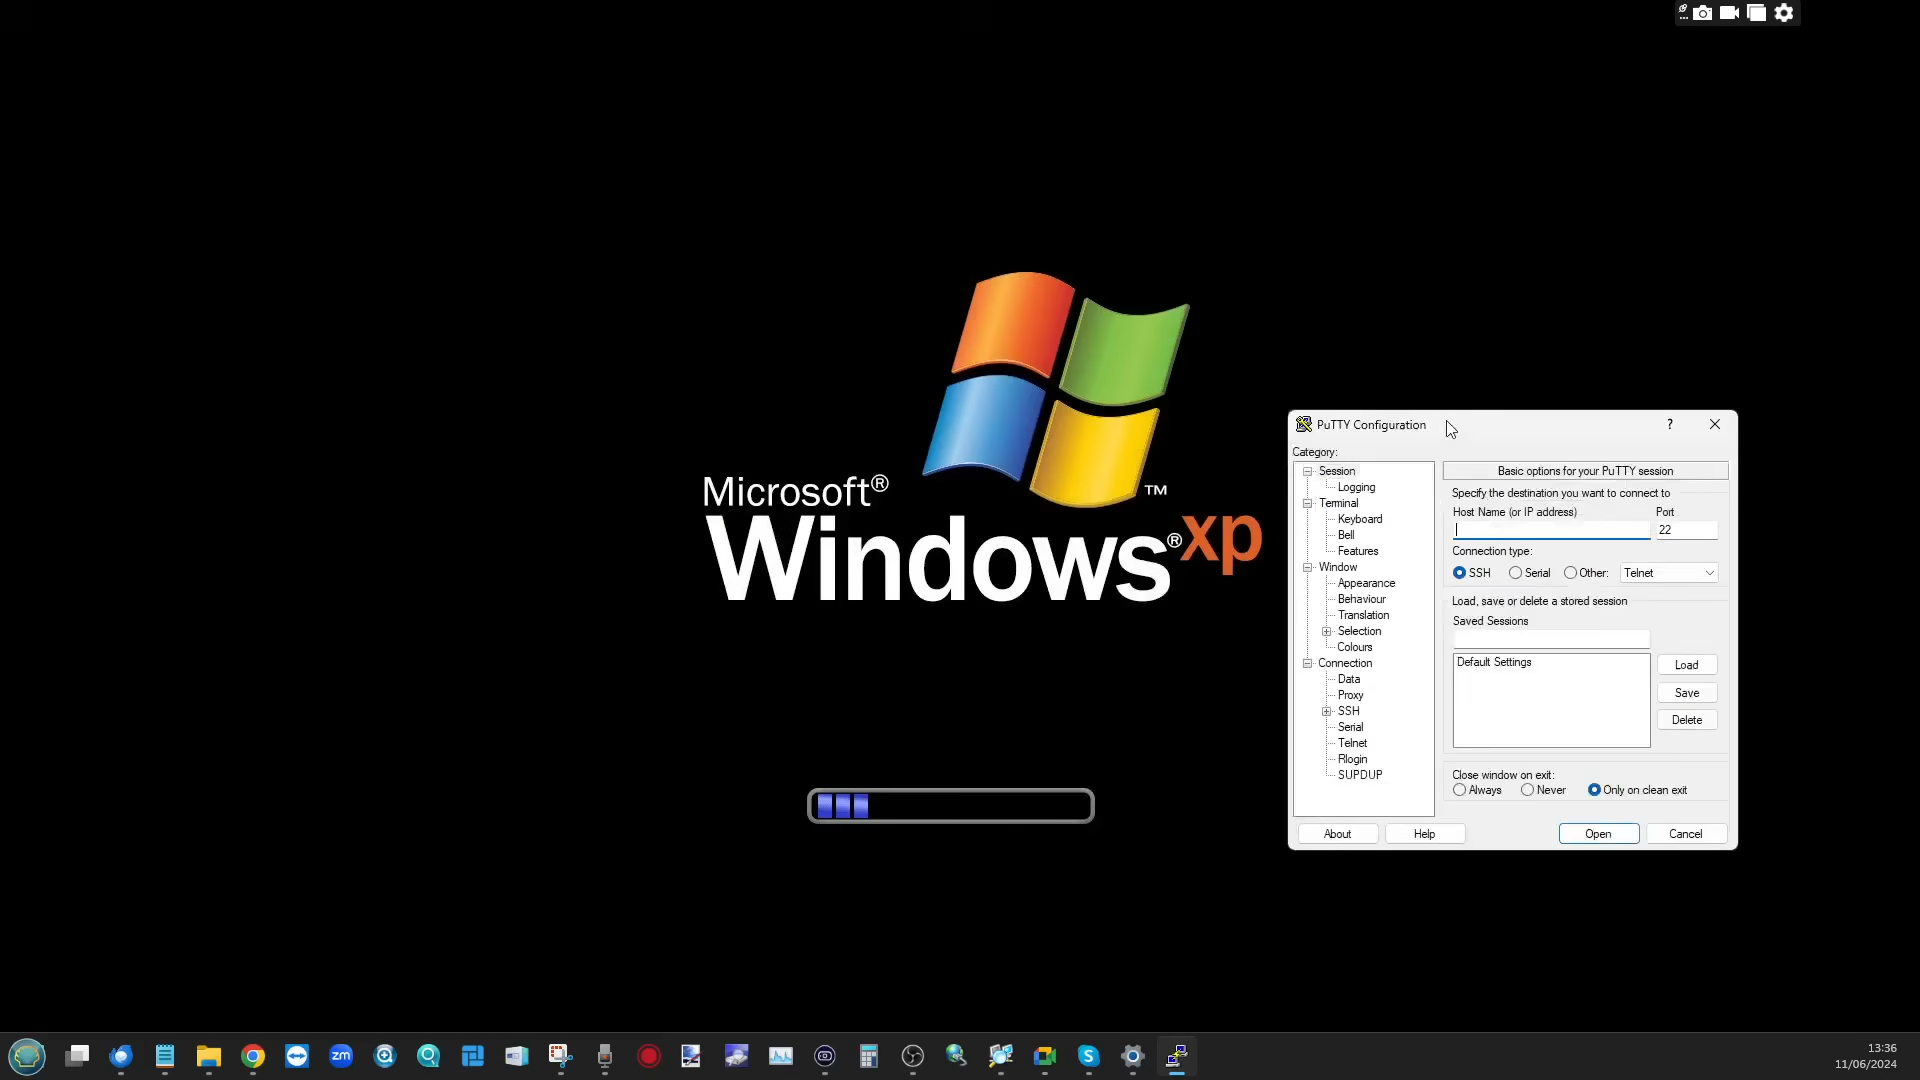 Microsoft®
Windows® xp
TM
PuTTY Configuration
?
Category:
Session
Logging
Terminal
Keyboard
Bell
Features
Window
Appearance
Behaviour
Translation
Selection
Colours
Connection
Data
Proxy
SSH
Serial
Telnet
Rlogin
SUPDUP
Basic options for your PuTTY session
Specify the destination you want to connect to
Host Name (or IP address) Port
22
Connection type:
SSH Serial Other: Telnet
Load, save or delete a stored session
Saved Sessions
Default Settings
Load
Save
Delete
Close window on exit:
Always Never Only on clean exit
About Help Open Cancel
zm
S
13:36
11/06/2024